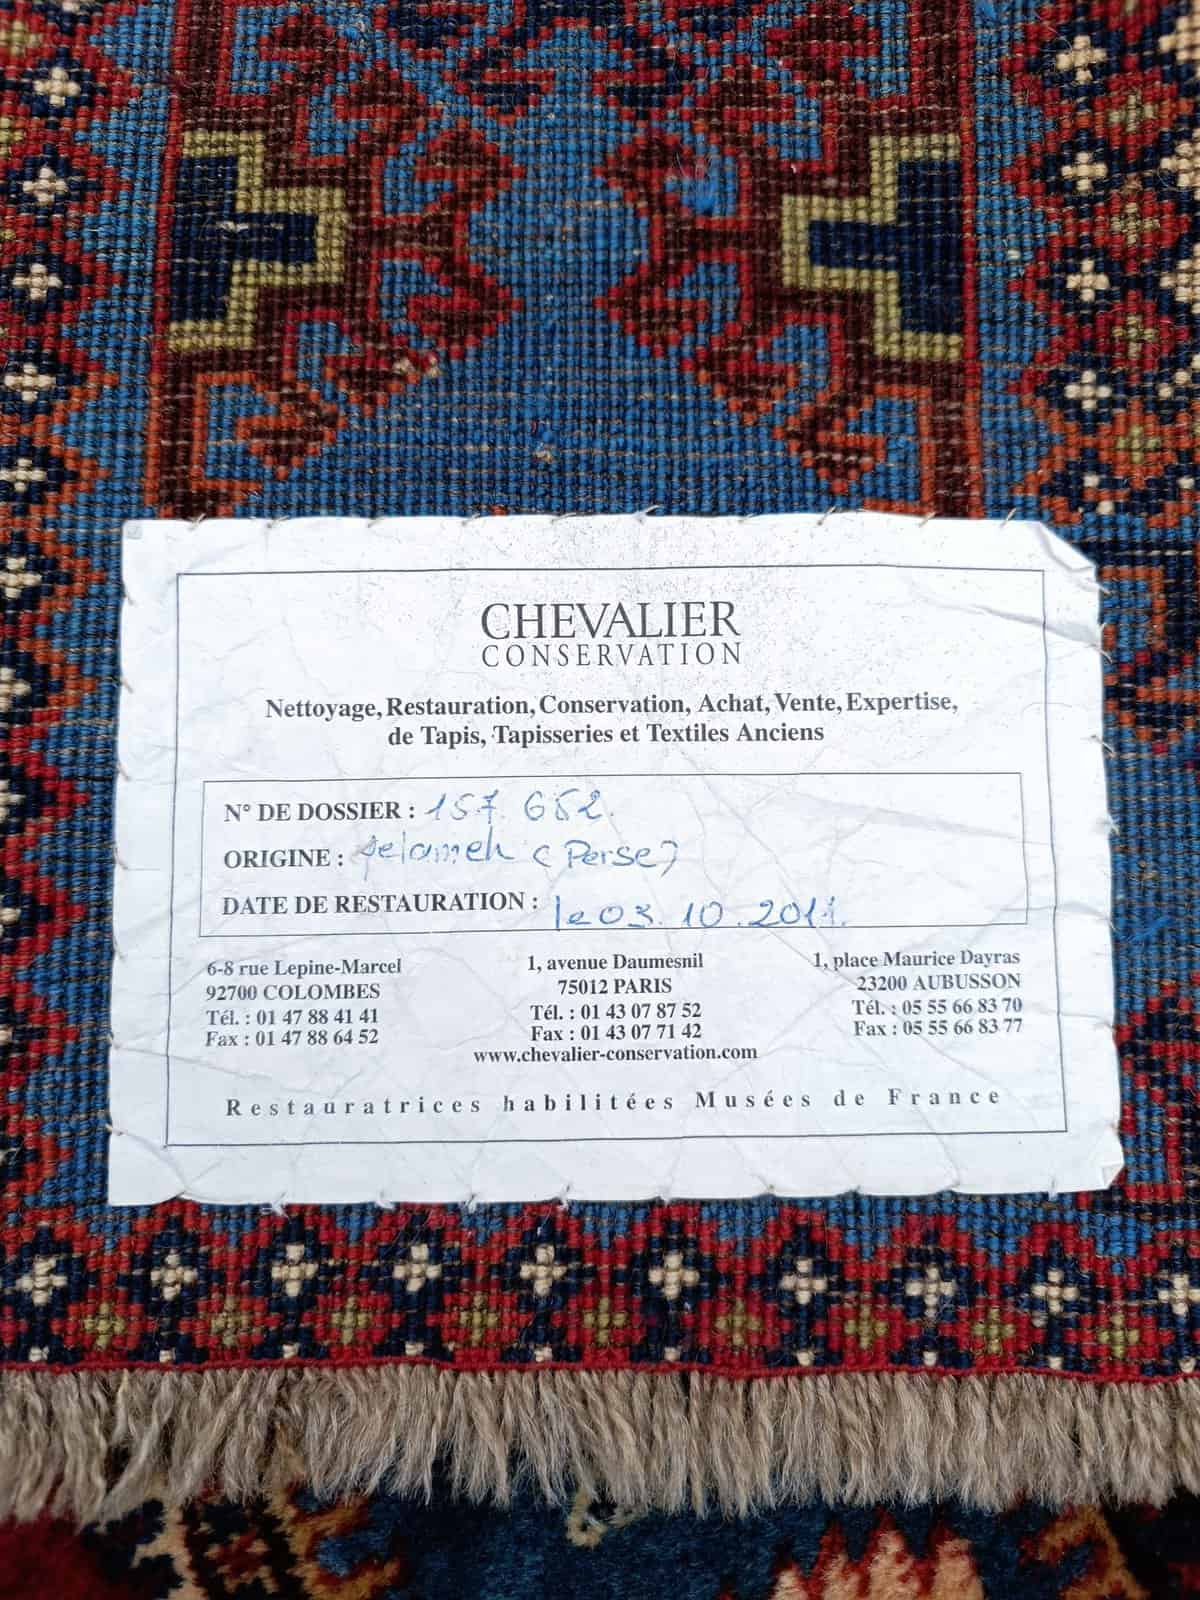 CHEVALIER
CONSERVATION
Nettoyage, Restauration, Conservation, Achat, Vente, Expertise,
de Tapis, Tapisseries et Textiles Anciens
N° DE DOSSIER : 157. 652.
ORIGINE : Jelameh (Perse)
DATE DE RESTAURATION : le 03. 10. 2011.
6-8 rue Lepine-Marcel
92700 COLOMBES
Tél. : 01 47 88 41 41
Fax : 01 47 88 64 52
1, avenue Daumesnil
75012 PARIS
Tél. : 01 43 07 87 52
Fax : 01 43 07 71 42
1, place Maurice Dayras
23200 AUBUSSON
Tél. : 05 55 66 83 70
Fax : 05 55 66 83 77
www.chevalier-conservation.com
Restauratrices habilitées Musées de France